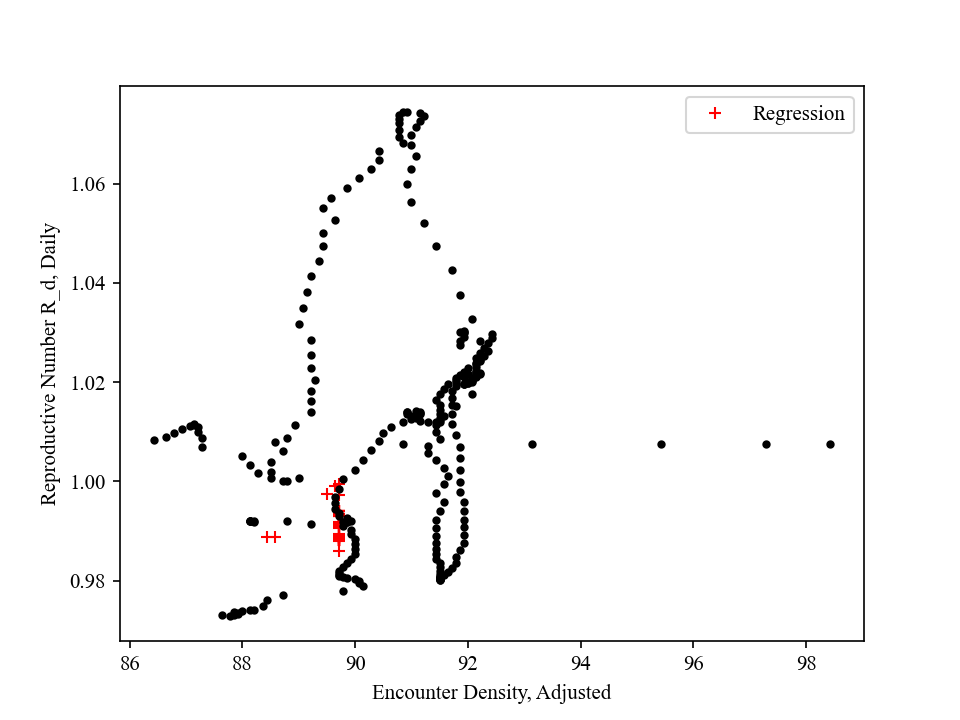 Regression
1.06
1.04
1.02
1.00
0.98
Reproductive Number R_d, Daily
86 88 90 92 94 96 98
Encounter Density, Adjusted